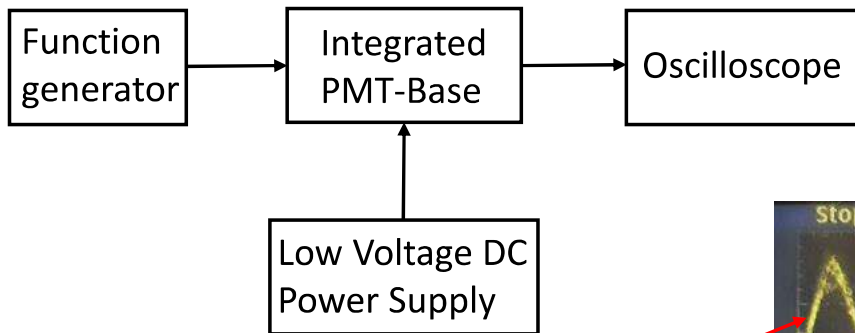 Function
generator
Integrated
PMT-Base
Oscilloscope
Low Voltage DC
Power Supply